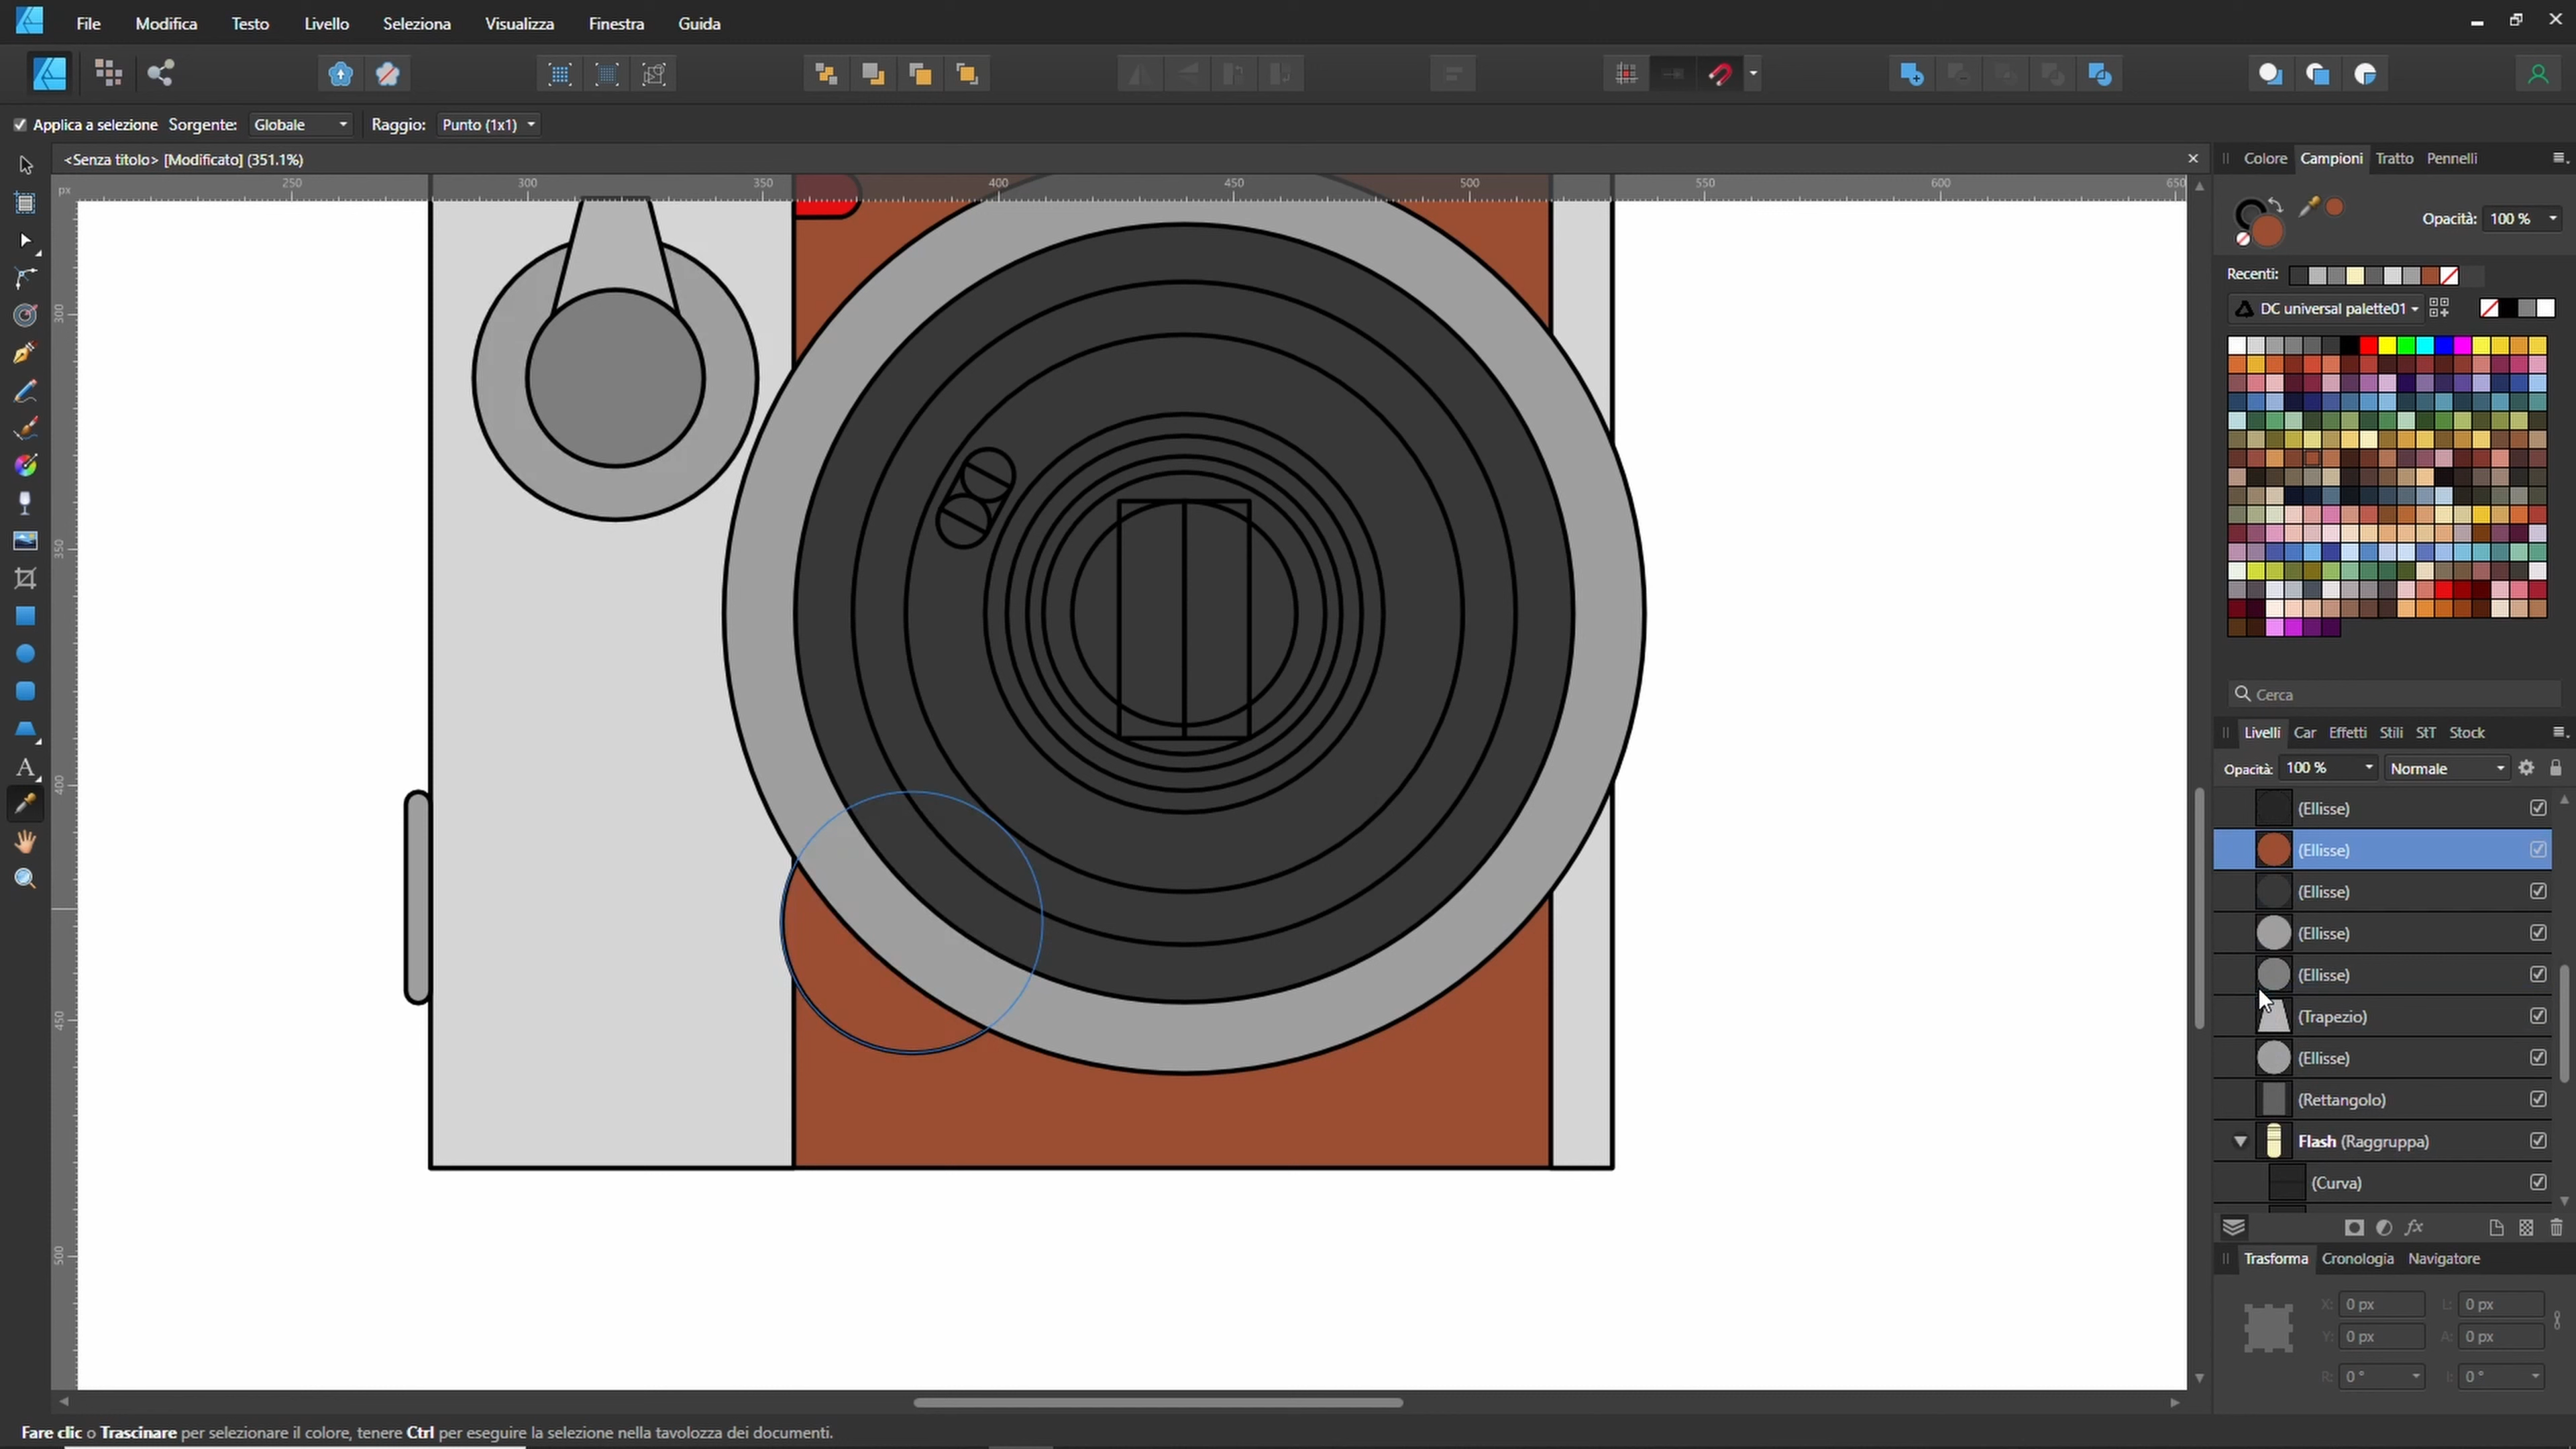 File Modifica Testo Livello Seleziona Visualizza Finestra Guida
Applica a selezione Sorgente: Globale Raggio: Punto (1x1)
<Senza titolo> [Modificato] (351.1%)
px 250 300 350 400 450 500 550 600 650
300
350
400
450
500
Colore Campioni Tratto Pennelli
Opacità: 100 %
Recenti:
DC universal palette01
Cerca
Livelli Car Effetti Stili StT Stock
Opacità: 100 % Normale
(Ellisse)
(Ellisse)
(Ellisse)
(Ellisse)
(Ellisse)
(Trapezio)
(Ellisse)
(Rettangolo)
Flash (Raggruppa)
(Curva)
fx
Trasforma Cronologia Navigatore
X: 0 px L: 0 px
Y: 0 px A: 0 px
R: 0 ° I: 0 °
Fare clic o Trascinare per selezionare il colore, tenere Ctrl per eseguire la selezione nella tavolozza dei documenti.